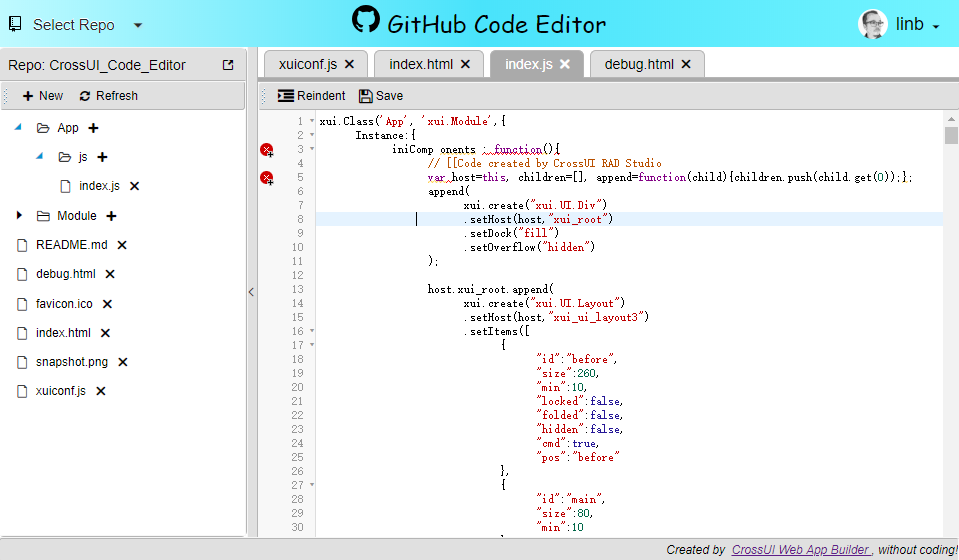 Select Repo
GitHub Code Editor
linb
Repo: CrossUI_Code_Editor
New Refresh
App
js
index.js
Module
README.md
debug.html
favicon.ico
index.html
snapshot.png
xuiconf.js
xuiconf.js index.html index.js debug.html
Reindent Save
1 xui.Class('App', 'xui.Module',{
2 Instance:{
3 iniComp onents : function(){
4 // [[Code created by CrossUI RAD Studio
5 var host=this, children=[], append=function(child){children.push(child.get(0));};
6 append(
7 xui.create("xui.UI.Div")
8 .setHost(host,"xui_root")
9 .setDock("fill")
10 .setOverflow("hidden")
11 );
12
13 host.xui_root.append(
14 xui.create("xui.UI.Layout")
15 .setHost(host,"xui_ui_layout3")
16 .setItems([
17 {
18 "id":"before",
19 "size":260,
20 "min":10,
21 "locked":false,
22 "folded":false,
23 "hidden":false,
24 "cmd":true,
25 "pos":"before"
26 },
27 {
28 "id":"main",
29 "size":80,
30 "min":10
Created by CrossUI Web App Builder , without coding!